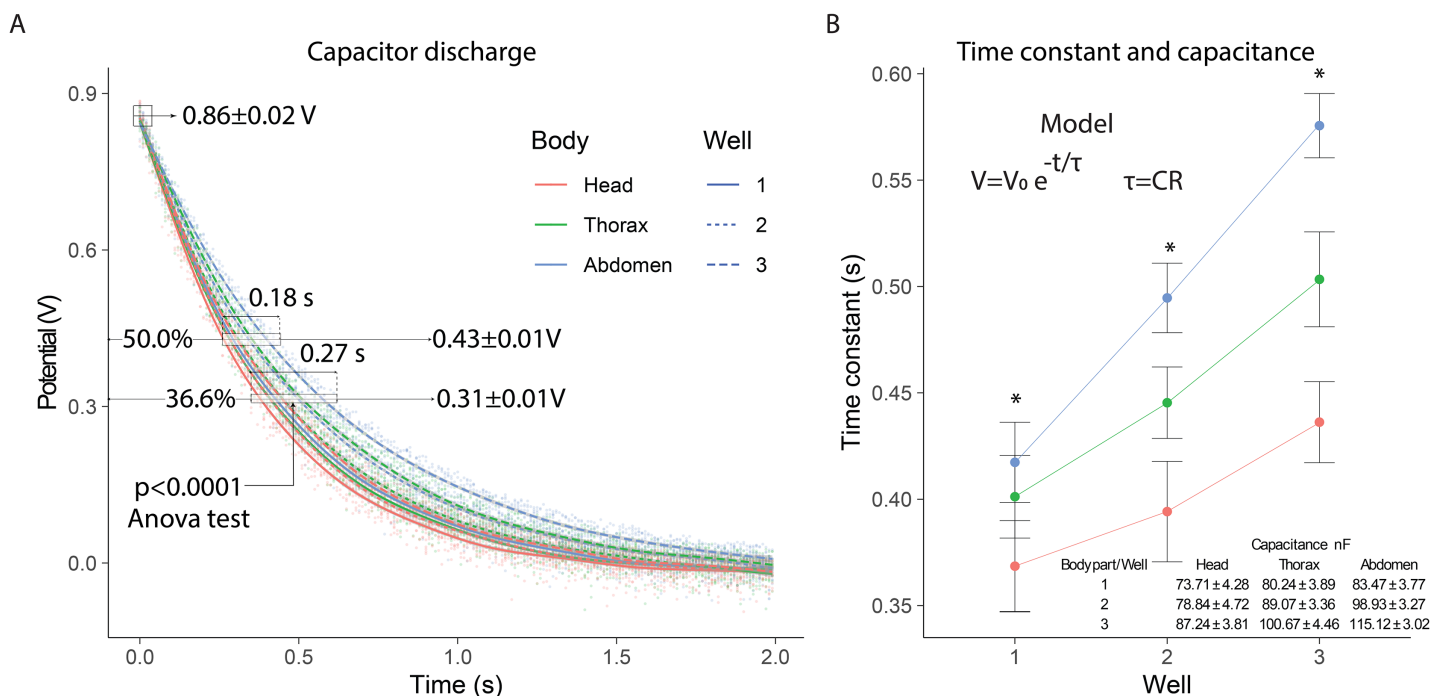 A
Capacitor discharge
0.9
0.6
0.3
0.0
Potential (V)
0.0 0.5 1.0 1.5 2.0
Time (s)
0.86±0.02 V
Body Well
Head 1
Thorax 2
Abdomen 3
0.18 s
50.0% 0.43±0.01V
0.27 s
36.6% 0.31±0.01V
p<0.0001
Anova test
B
Time constant and capacitance
0.60
0.55
0.50
0.45
0.40
0.35
Time constant (s)
Model
V=V₀ e^-t/τ τ=CR
*
*
*
Capacitance nF
Body part / Well Head Thorax Abdomen
1 73.71±4.28 80.24±3.89 83.47±3.77
2 78.84±4.72 89.07±3.36 98.93±3.27
3 87.24±3.81 100.67±4.46 115.12±3.02
1 2 3
Well